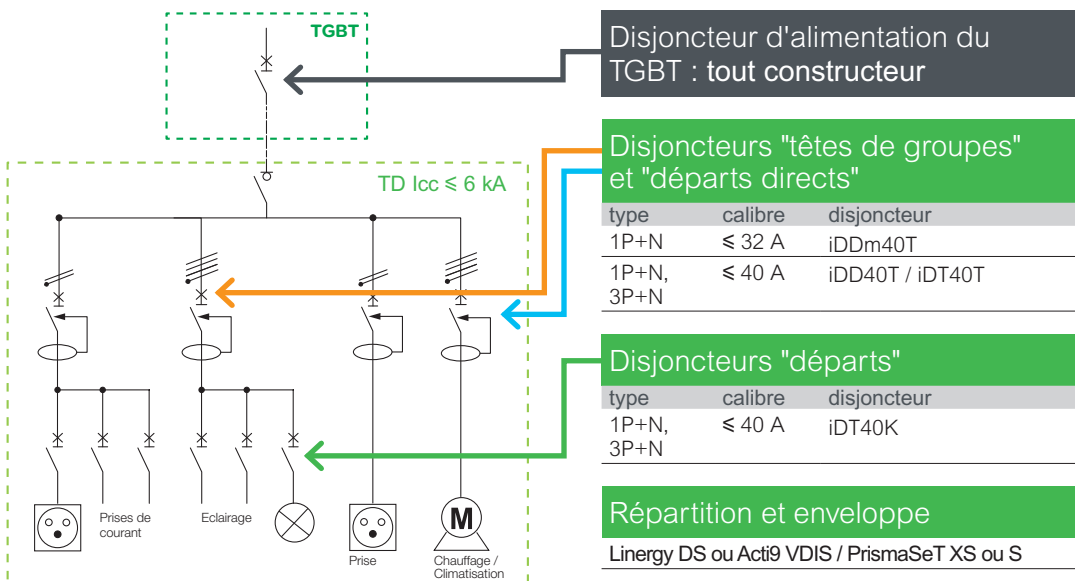 TGBT
TD Icc ⩽ 6 kA
Prises de
courant
Eclairage
Prise
M
Chauffage /
Climatisation
Disjoncteur d'alimentation du
TGBT : tout constructeur
Disjoncteurs "têtes de groupes"
et "départs directs"
type calibre disjoncteur
1P+N ⩽ 32 A iDDm40T
1P+N, ⩽ 40 A iDD40T / iDT40T
3P+N
Disjoncteurs "départs"
type calibre disjoncteur
1P+N, ⩽ 40 A iDT40K
3P+N
Répartition et enveloppe
Linergy DS ou Acti9 VDIS / PrismaSeT XS ou S